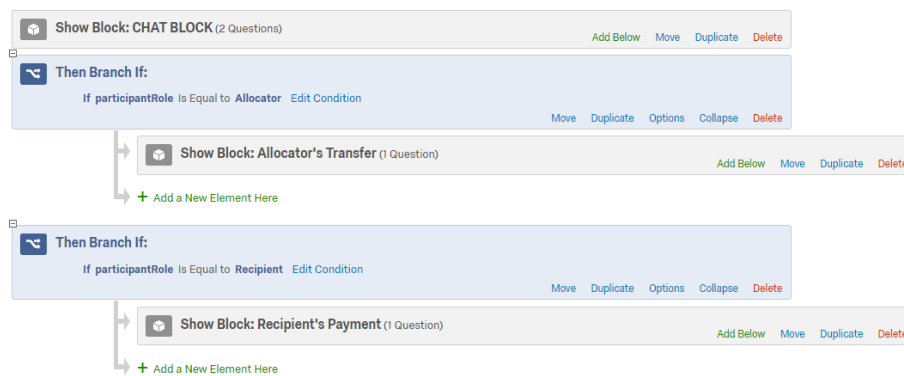 Show Block: CHAT BLOCK (2 Questions)
Add Below Move Duplicate Delete
Then Branch If:
If participantRole Is Equal to Allocator Edit Condition
Move Duplicate Options Collapse Delete
Show Block: Allocator's Transfer (1 Question)
Add Below Move Duplicate Delete
+ Add a New Element Here
Then Branch If:
If participantRole Is Equal to Recipient Edit Condition
Move Duplicate Options Collapse Delete
Show Block: Recipient's Payment (1 Question)
Add Below Move Duplicate Delete
+ Add a New Element Here